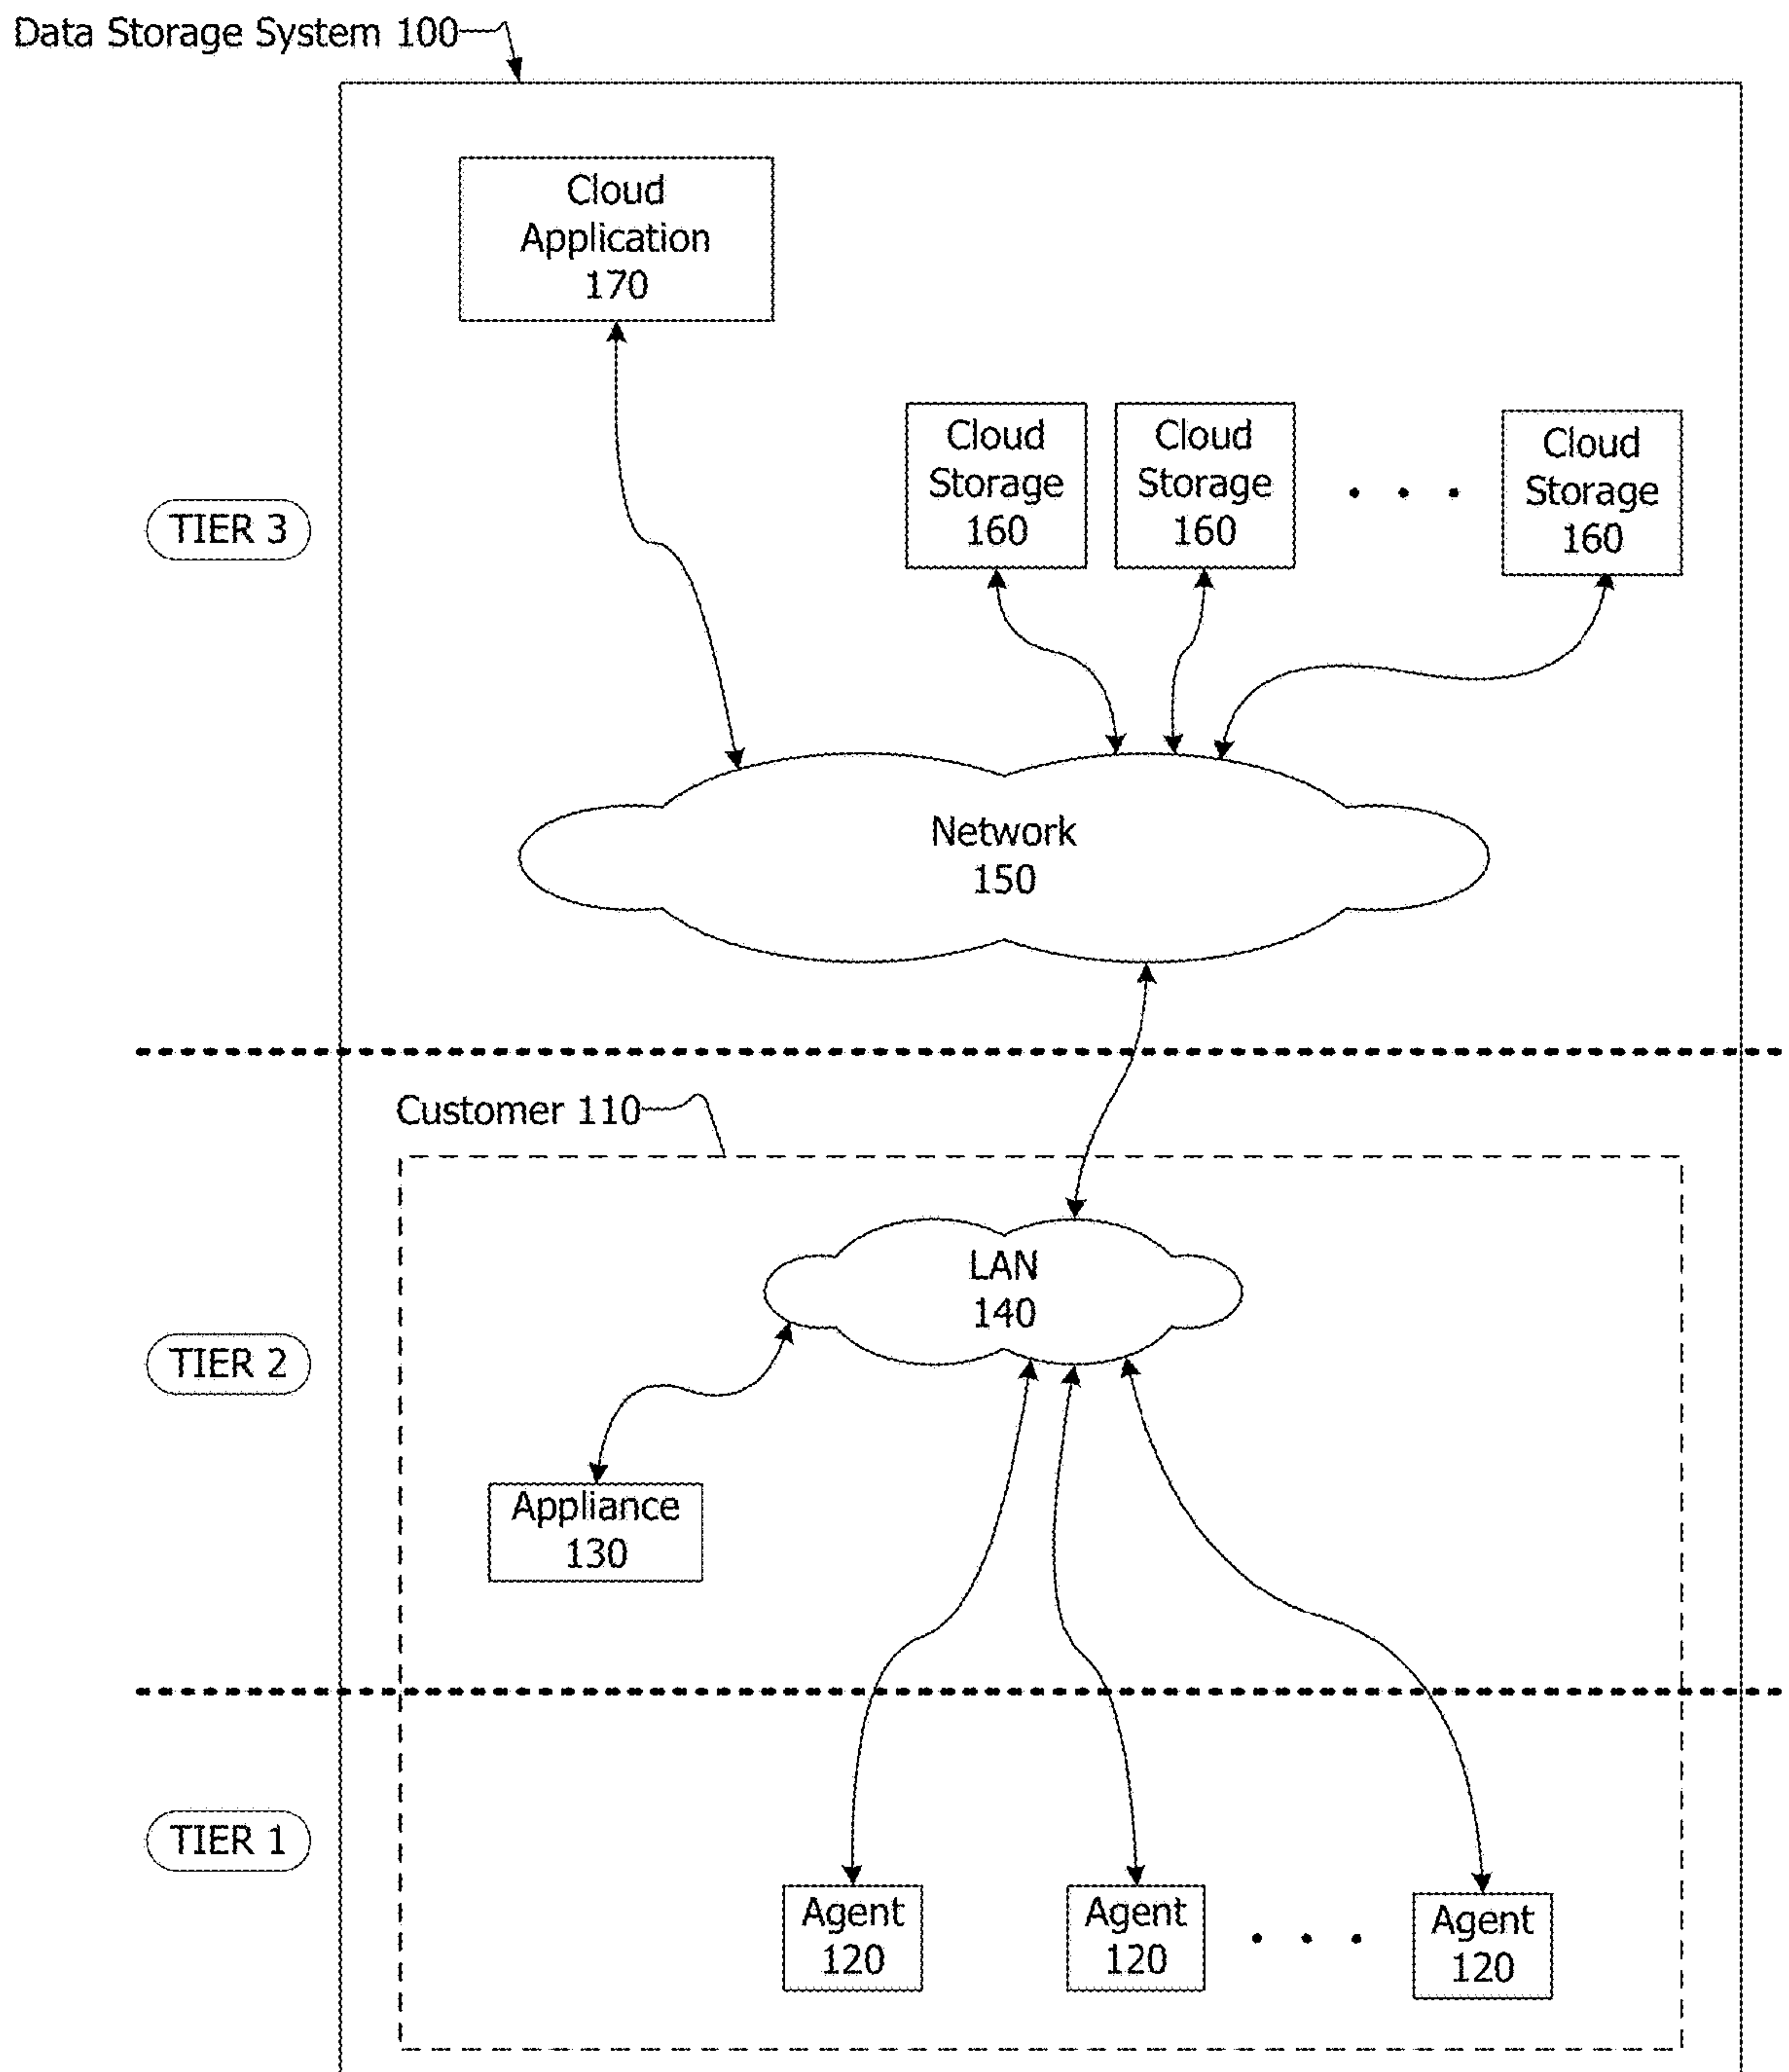 Data Storage System 100
Cloud
Application
170
Cloud
Storage
160
Cloud
Storage
160
. . .
Cloud
Storage
160
TIER 3
Network
150
Customer 110
LAN
140
TIER 2
Appliance
130
TIER 1
Agent
120
Agent
120
. . .
Agent
120